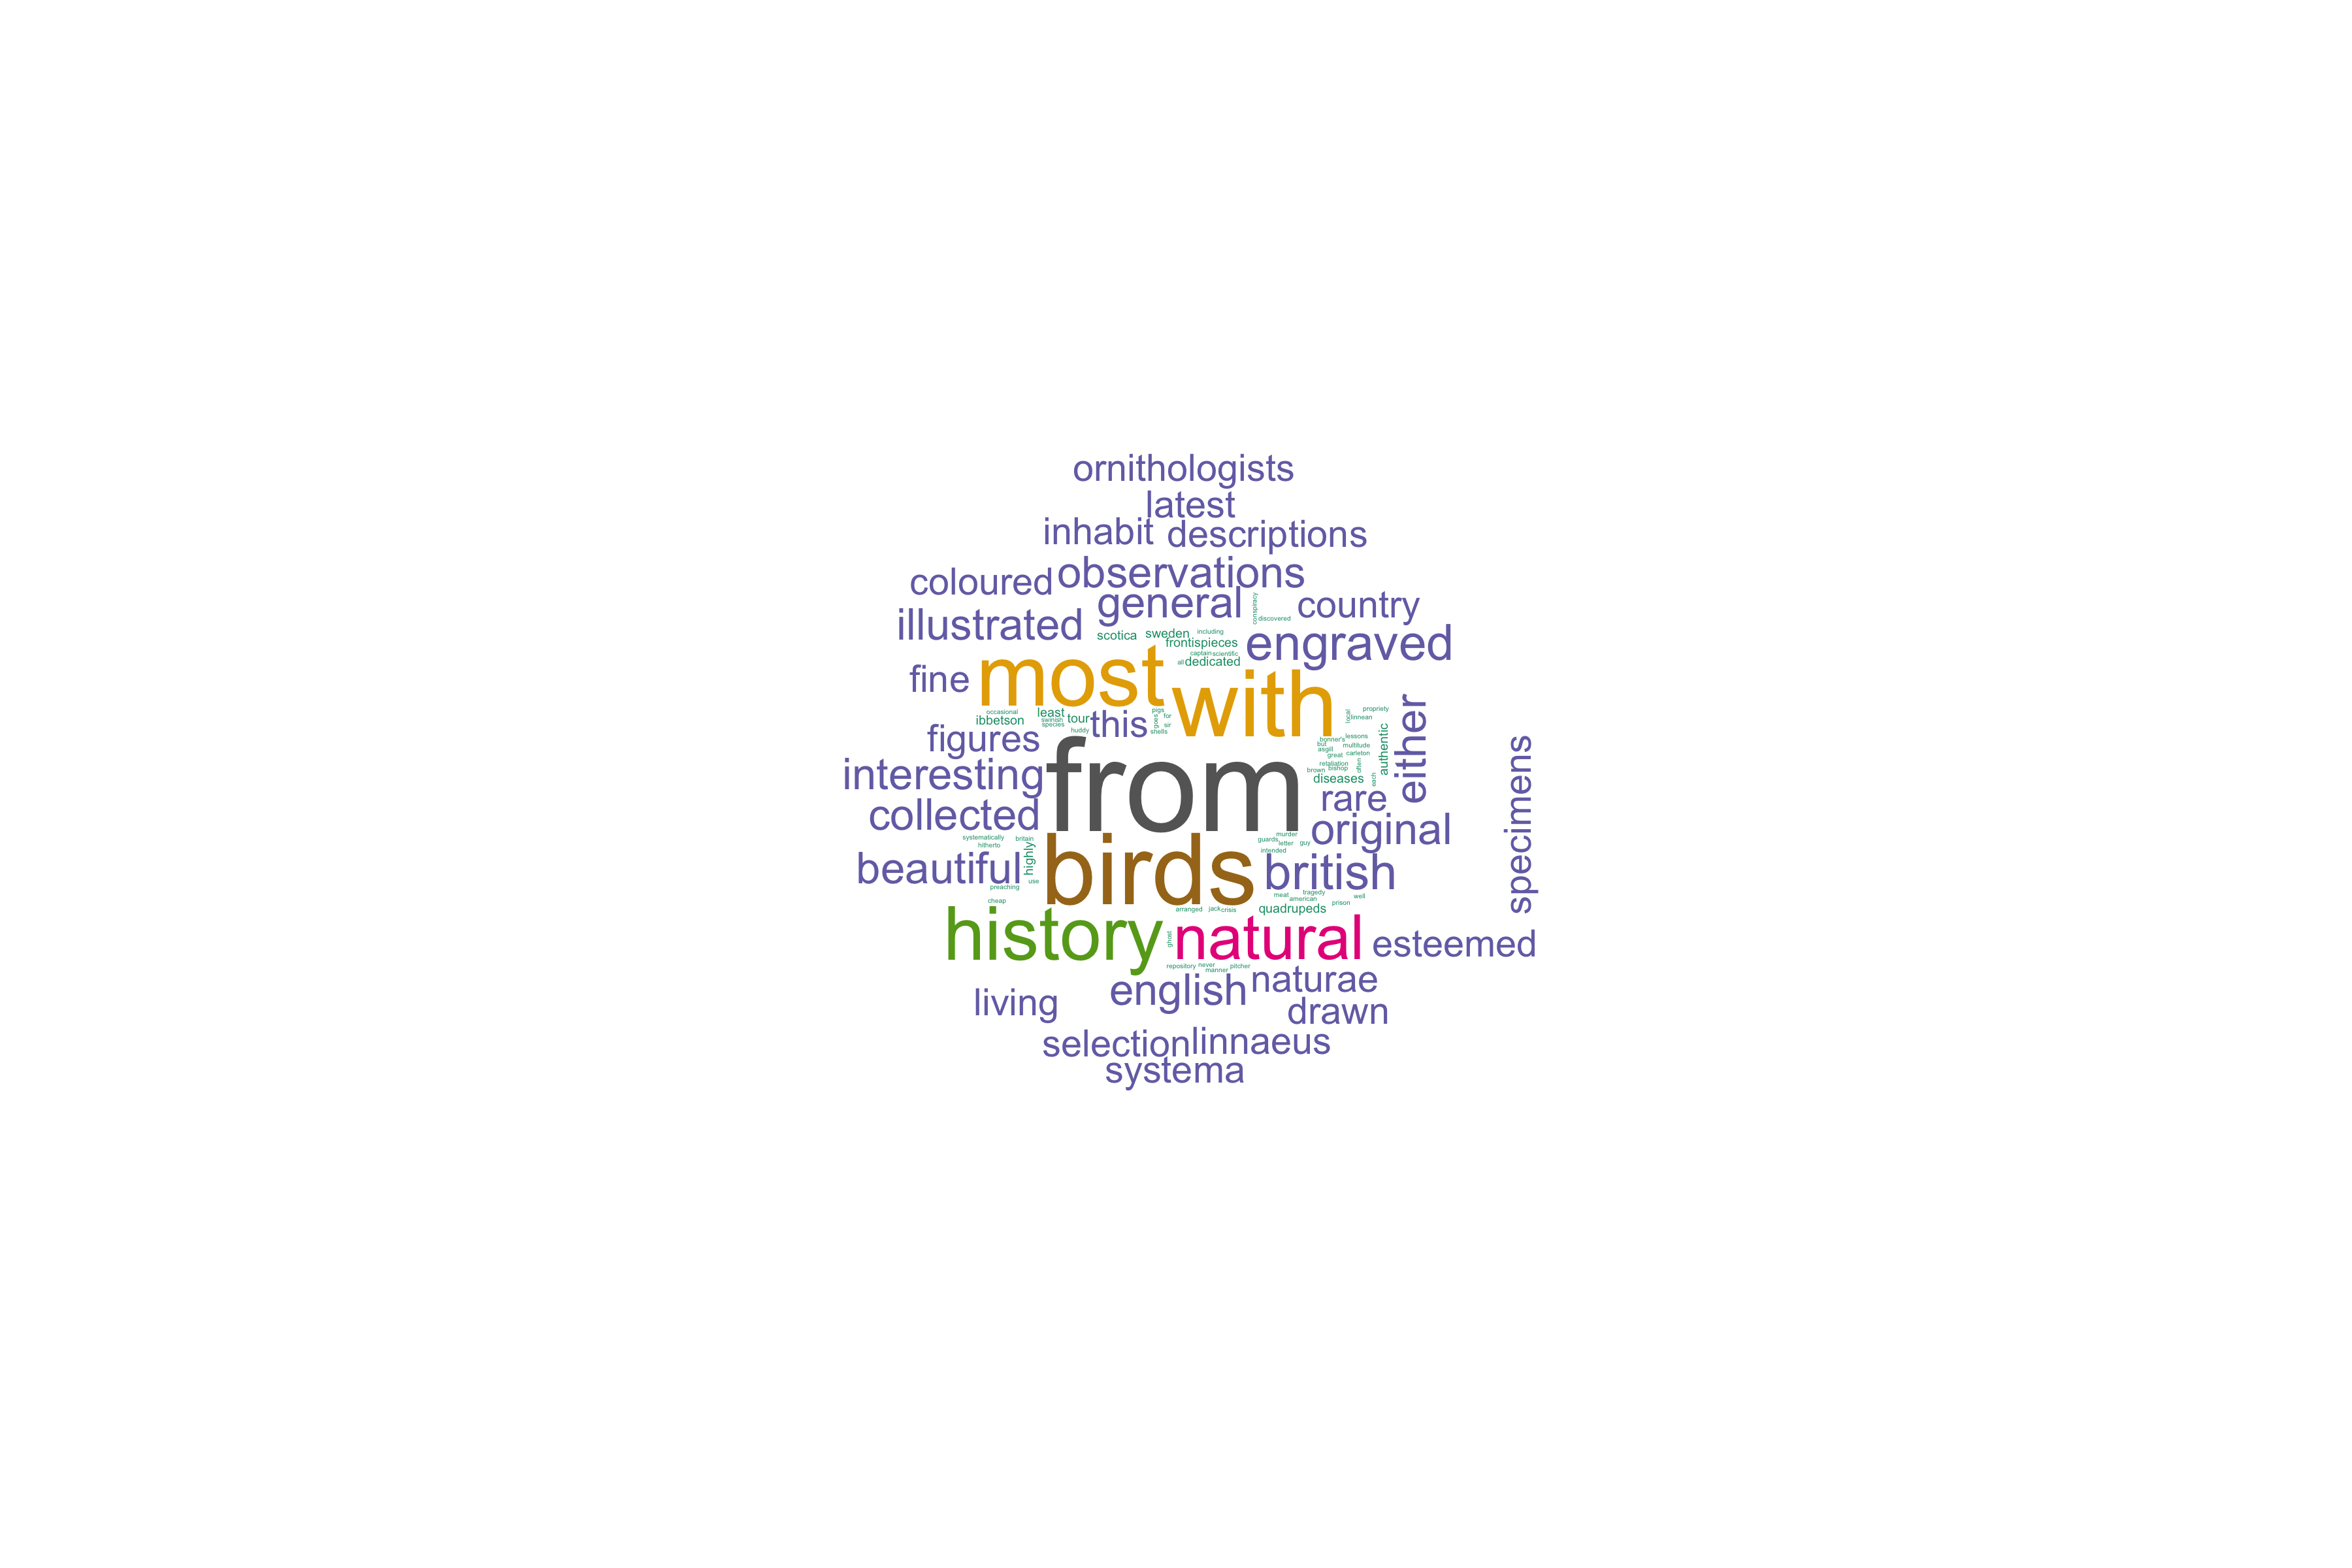 ornithologists
latest
inhabit descriptions
coloured observations
general conspiracy country
discovered
illustrated scotica sweden including engraved
frontispieces
captain scientific
all dedicated
fine most with
occasional least pigs propriety
ibbetson swinish tour this goes for local linnean
species sir
huddy shells
either
figures bonner's lessons
but multitude authentic specimens
asgill carleton
great
retaliation often
brown bishop
interesting from diseases each
rare
collected original
murder
systematically britain guards letter guy
hitherto highly intended
beautiful birds british
preaching use
meat tragedy well
cheap american prison
arranged jack crisis quadrupeds
history ghost natural esteemed
repository never pitcher
manner
english naturae
living drawn
selection linnaeus
systema